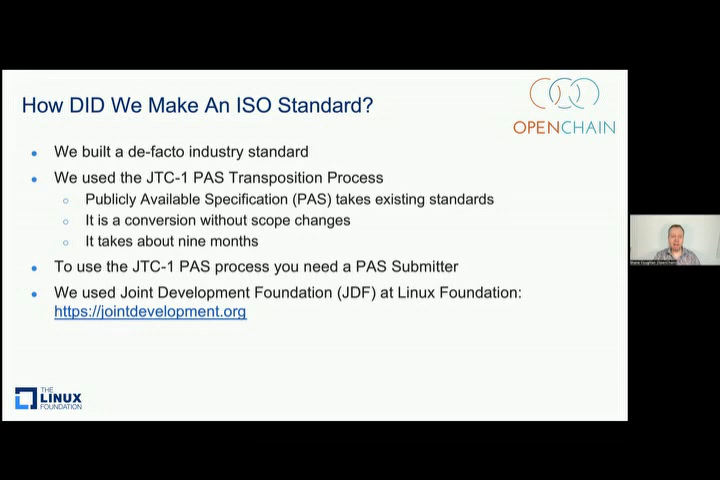 How DID We Make An ISO Standard?
OPENCHAIN
We built a de-facto industry standard
We used the JTC-1 PAS Transposition Process
Publicly Available Specification (PAS) takes existing standards
It is a conversion without scope changes
It takes about nine months
To use the JTC-1 PAS process you need a PAS Submitter
We used Joint Development Foundation (JDF) at Linux Foundation:
https://jointdevelopment.org
THE
LINUX
FOUNDATION